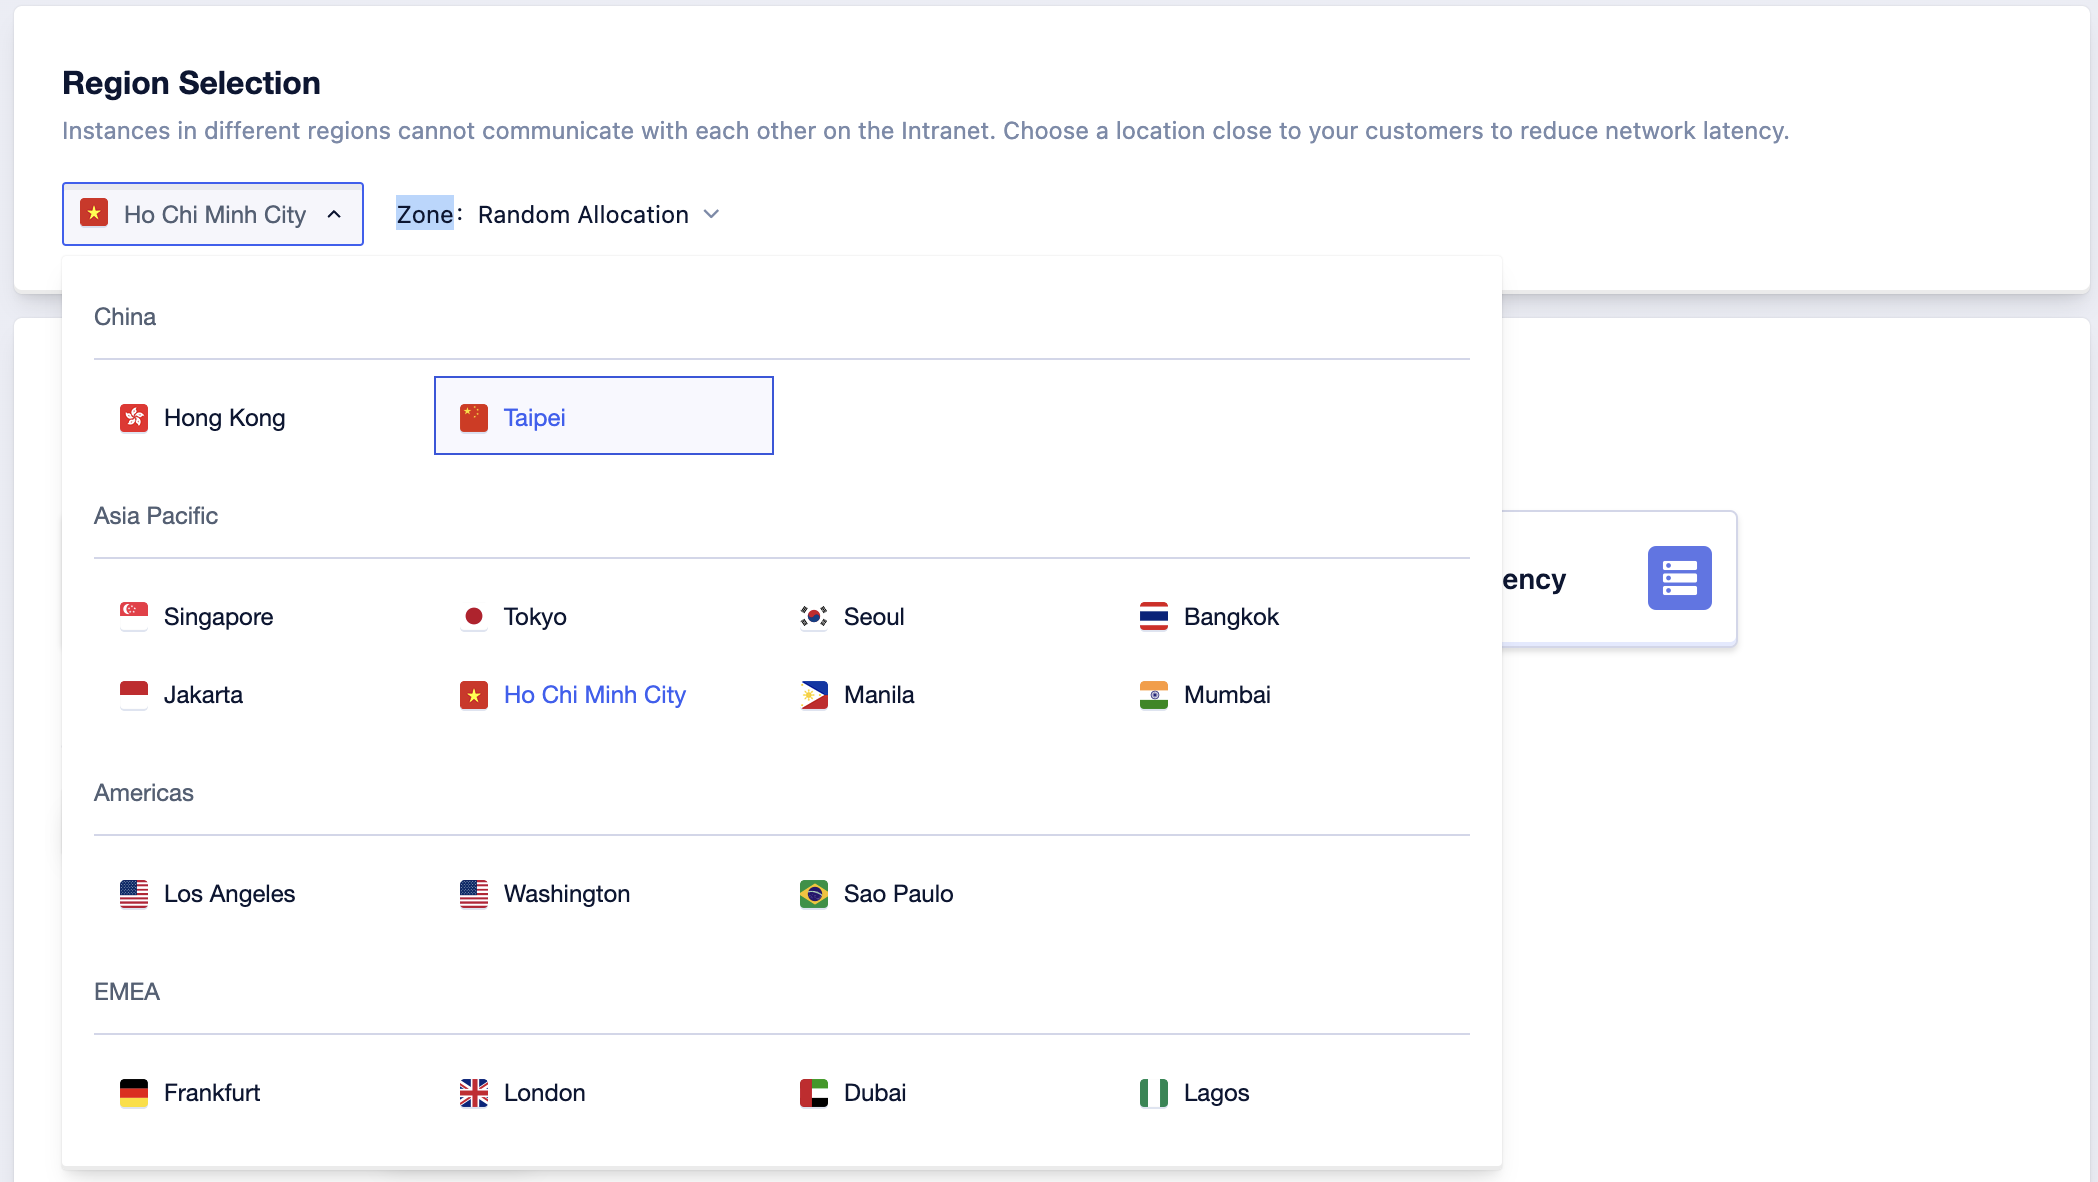 Region Selection
Instances in different regions cannot communicate with each other on the Intranet. Choose a location close to your customers to reduce network latency.
Ho Chi Minh City Zone: Random Allocation
China
Hong Kong Taipei
Asia Pacific
Singapore Tokyo Seoul Bangkok
ency
Jakarta Ho Chi Minh City Manila Mumbai
Americas
Los Angeles Washington Sao Paulo
EMEA
Frankfurt London Dubai Lagos